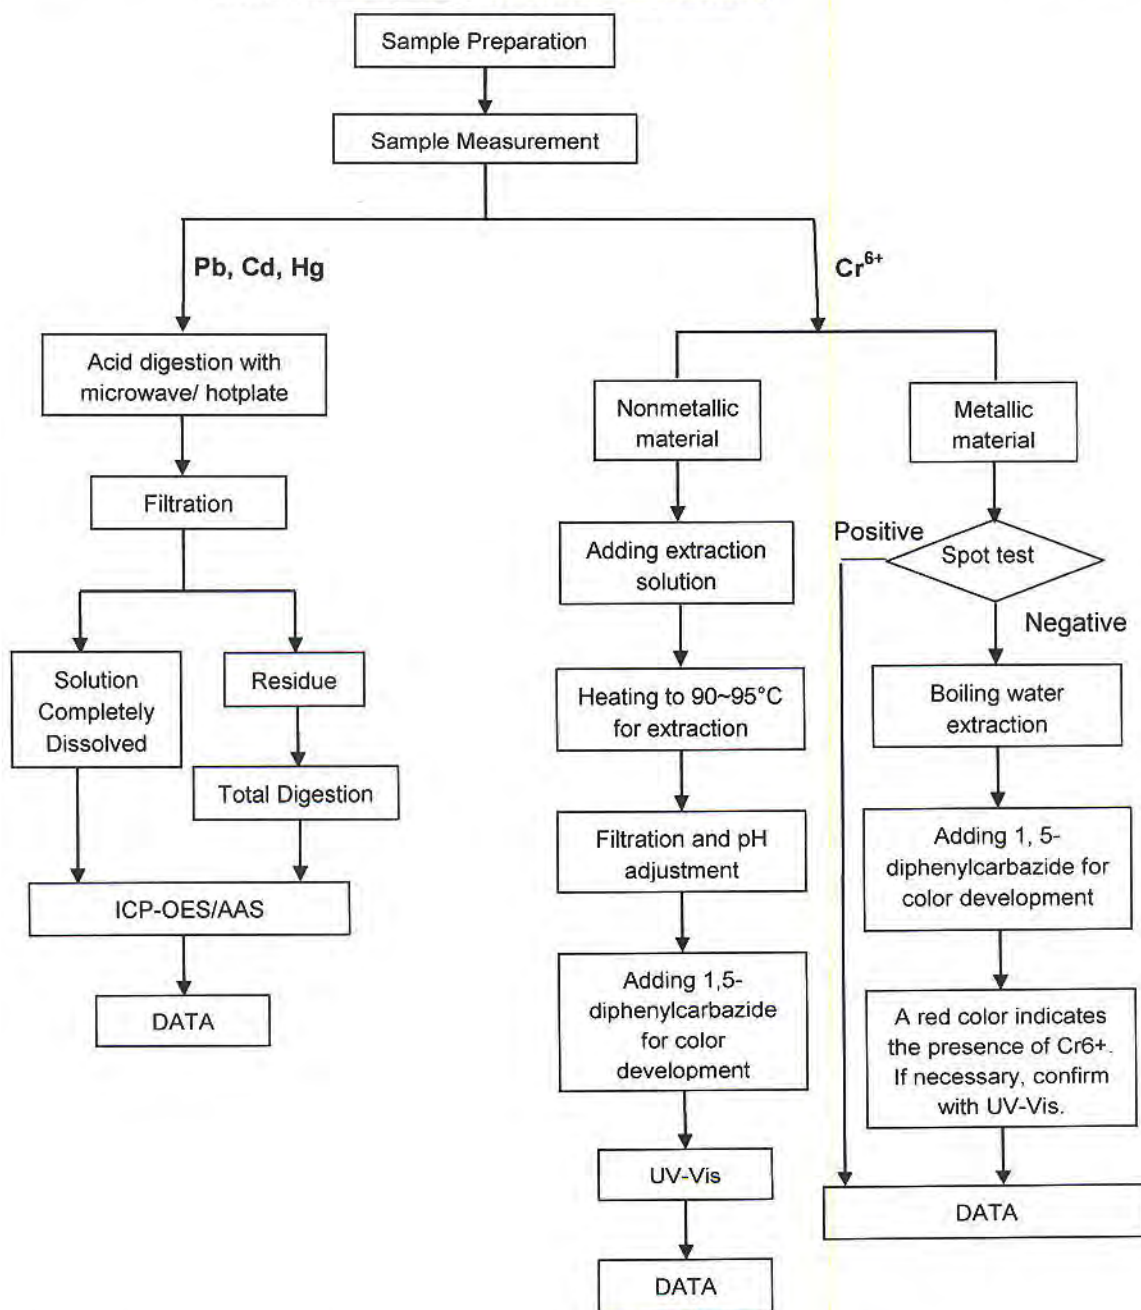 Sample Preparation
Sample Measurement
Pb, Cd, Hg
Acid digestion with
microwave/ hotplate
Filtration
Solution
Completely
Dissolved
Residue
Total Digestion
ICP-OES/AAS
DATA
Cr⁶⁺
Nonmetallic
material
Adding extraction
solution
Heating to 90~95°C
for extraction
Filtration and pH
adjustment
Adding 1,5-
diphenylcarbazide
for color
development
UV-Vis
DATA
Metallic
material
Positive
Spot test
Negative
Boiling water
extraction
Adding 1, 5-
diphenylcarbazide for
color development
A red color indicates
the presence of Cr6+.
If necessary, confirm
with UV-Vis.
DATA